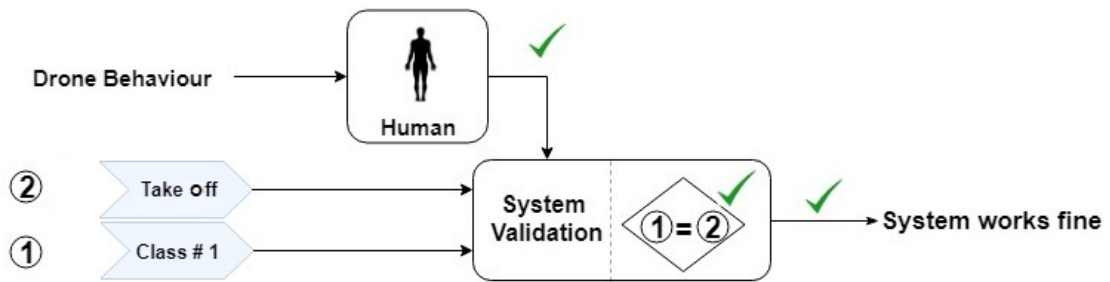 Drone Behaviour
Human
② Take off
① Class # 1
System
Validation
①=②
System works fine